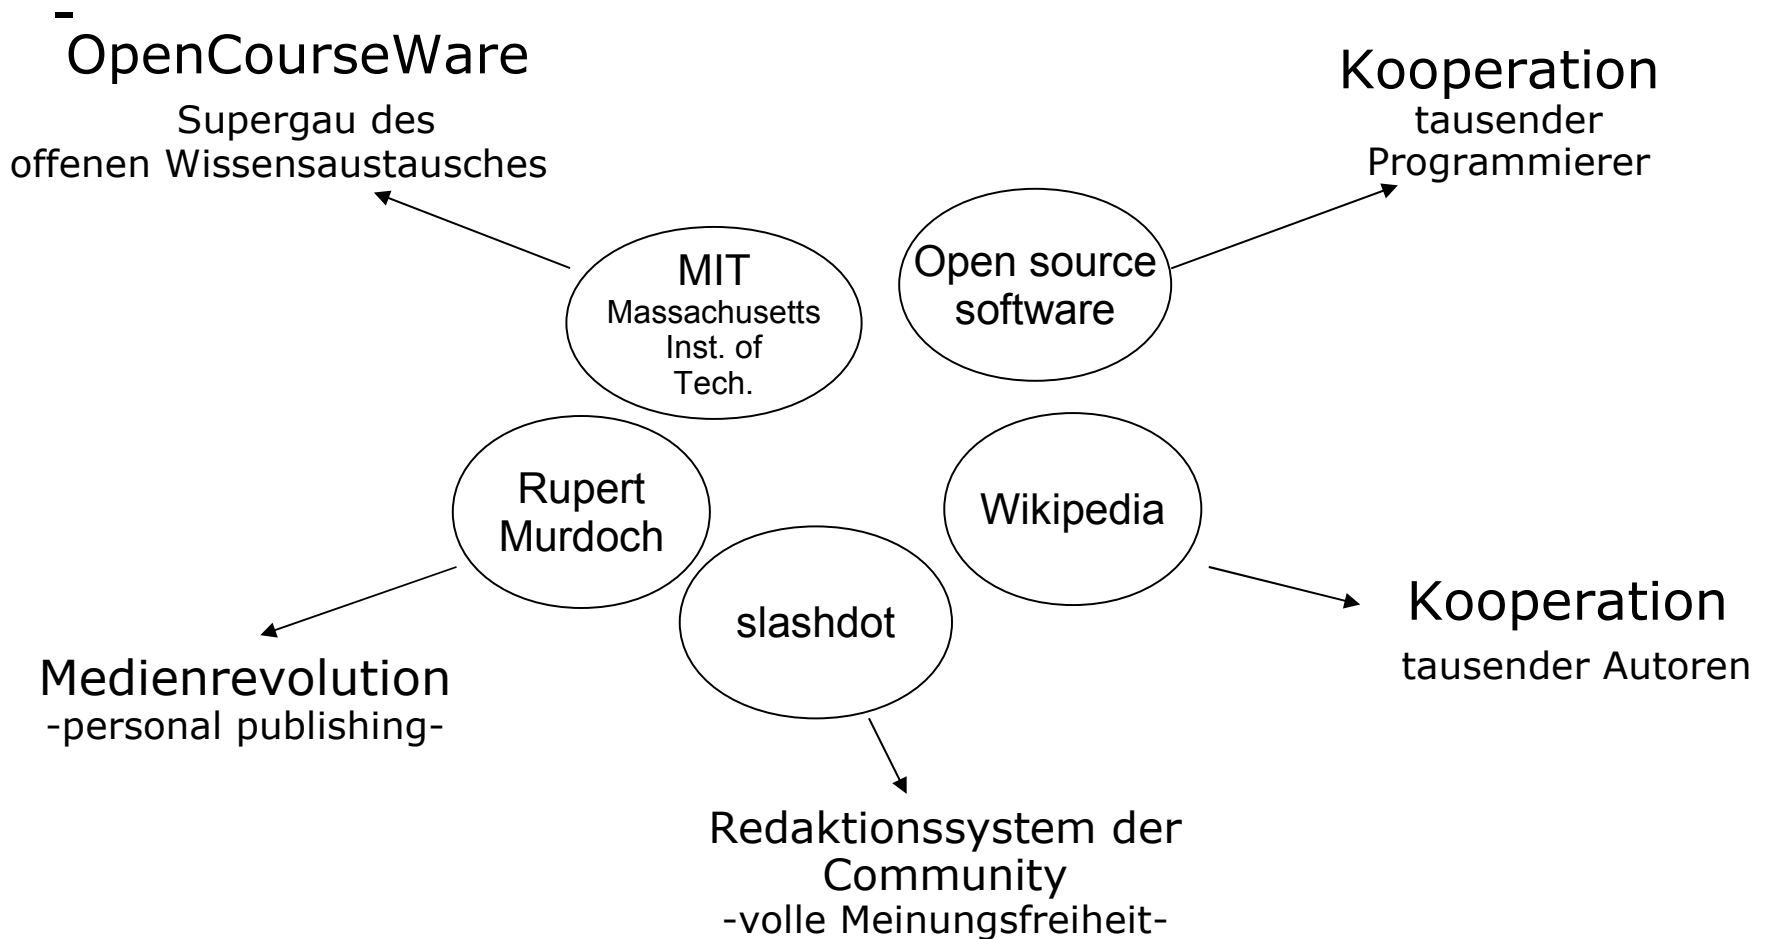 OpenCourseWare
Supergau des
offenen Wissensaustausches
Kooperation
tausender
Programmierer
MIT
Massachusetts
Inst. of
Tech.
Open source
software
Rupert
Murdoch
Wikipedia
slashdot
Medienrevolution
-personal publishing-
Kooperation
tausender Autoren
Redaktionssystem der
Community
-volle Meinungsfreiheit-